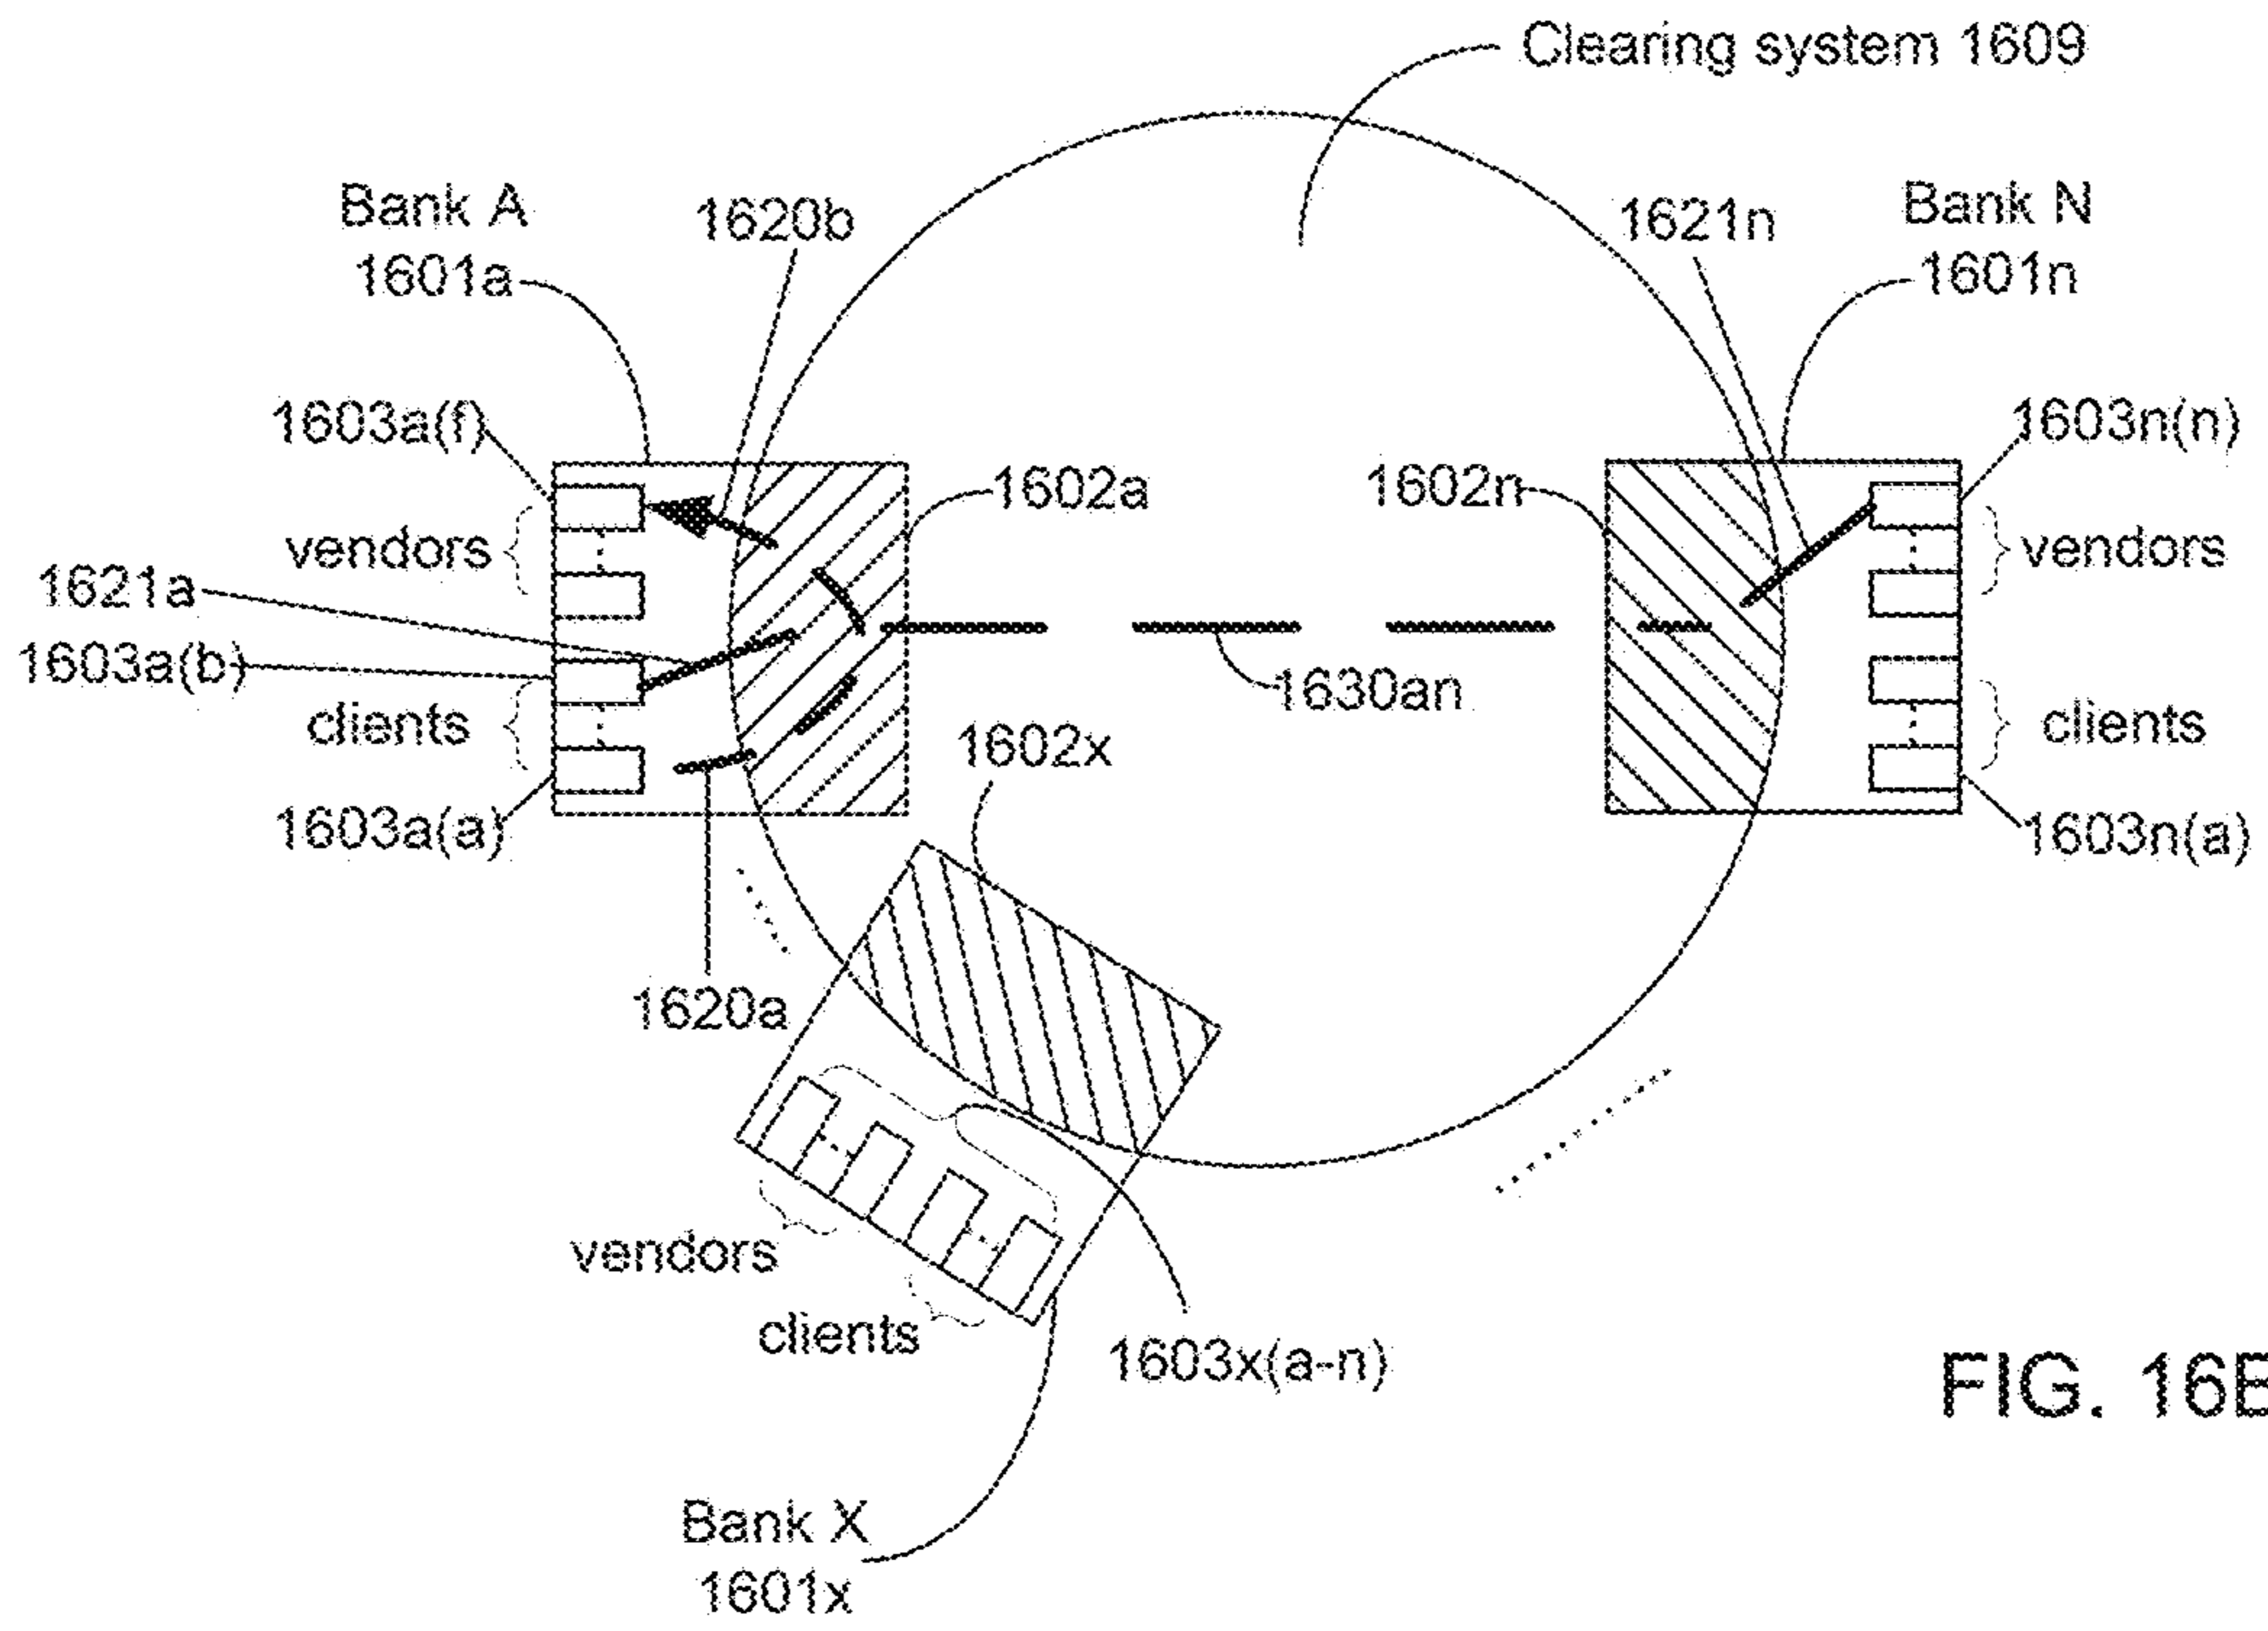 Clearing system 1609
Bank A
1601a
1620b
1621n
Bank N
1601n
1603a(f)
1603n(n)
1602a
1602n
vendors
vendors
1621a
1603a(b)
1630an
clients
clients
1602x
1603a(a)
1603n(a)
1620a
vendors
clients
1603x(a-n)
FIG. 16B
Bank X
1601x